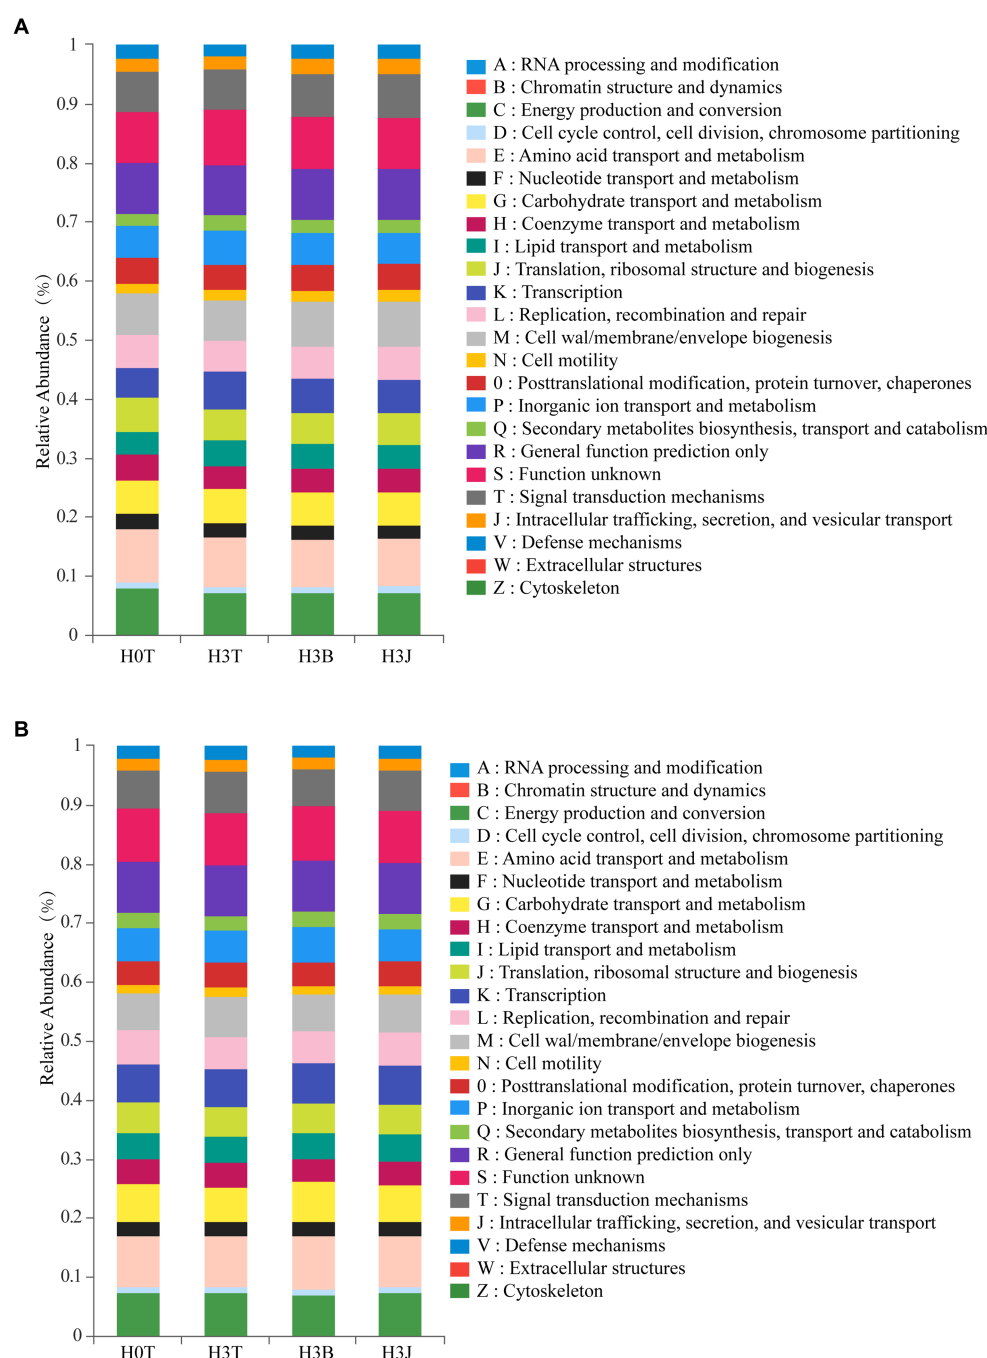 A
1
0.9
0.8
0.7
0.6
0.5
0.4
0.3
0.2
0.1
0
Relative Abundance (%)
H0T H3T H3B H3J
A : RNA processing and modification
B : Chromatin structure and dynamics
C : Energy production and conversion
D : Cell cycle control, cell division, chromosome partitioning
E : Amino acid transport and metabolism
F : Nucleotide transport and metabolism
G : Carbohydrate transport and metabolism
H : Coenzyme transport and metabolism
I : Lipid transport and metabolism
J : Translation, ribosomal structure and biogenesis
K : Transcription
L : Replication, recombination and repair
M : Cell wal/membrane/envelope biogenesis
N : Cell motility
0 : Posttranslational modification, protein turnover, chaperones
P : Inorganic ion transport and metabolism
Q : Secondary metabolites biosynthesis, transport and catabolism
R : General function prediction only
S : Function unknown
T : Signal transduction mechanisms
J : Intracellular trafficking, secretion, and vesicular transport
V : Defense mechanisms
W : Extracellular structures
Z : Cytoskeleton
B
1
0.9
0.8
0.7
0.6
0.5
0.4
0.3
0.2
0.1
0
Relative Abundance (%)
H0T H3T H3B H3J
A : RNA processing and modification
B : Chromatin structure and dynamics
C : Energy production and conversion
D : Cell cycle control, cell division, chromosome partitioning
E : Amino acid transport and metabolism
F : Nucleotide transport and metabolism
G : Carbohydrate transport and metabolism
H : Coenzyme transport and metabolism
I : Lipid transport and metabolism
J : Translation, ribosomal structure and biogenesis
K : Transcription
L : Replication, recombination and repair
M : Cell wal/membrane/envelope biogenesis
N : Cell motility
0 : Posttranslational modification, protein turnover, chaperones
P : Inorganic ion transport and metabolism
Q : Secondary metabolites biosynthesis, transport and catabolism
R : General function prediction only
S : Function unknown
T : Signal transduction mechanisms
J : Intracellular trafficking, secretion, and vesicular transport
V : Defense mechanisms
W : Extracellular structures
Z : Cytoskeleton